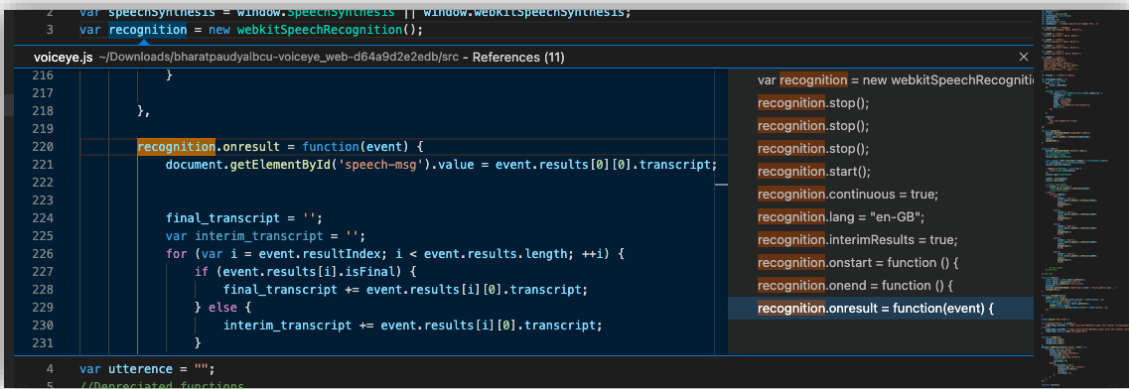 2 var speechSynthesis = window.SpeechSynthesis || window.webkitSpeechSynthesis;
3 var recognition = new webkitSpeechRecognition();
voiceye.js ~/Downloads/bharatpaudyalbcu-voiceye_web-d64a9d2e2edb/src - References (11)
216 }
217
218 },
219
220 recognition.onresult = function(event) {
221 document.getElementById('speech-msg').value = event.results[0][0].transcript;
222
223
224 final_transcript = '';
225 var interim_transcript = '';
226 for (var i = event.resultIndex; i < event.results.length; ++i) {
227 if (event.results[i].isFinal) {
228 final_transcript += event.results[i][0].transcript;
229 } else {
230 interim_transcript += event.results[i][0].transcript;
231 }
var recognition = new webkitSpeechRecogniti
recognition.stop();
recognition.stop();
recognition.stop();
recognition.start();
recognition.continuous = true;
recognition.lang = "en-GB";
recognition.interimResults = true;
recognition.onstart = function () {
recognition.onend = function () {
recognition.onresult = function(event) {
4 var utterence = "";
5 //Depreciated functions